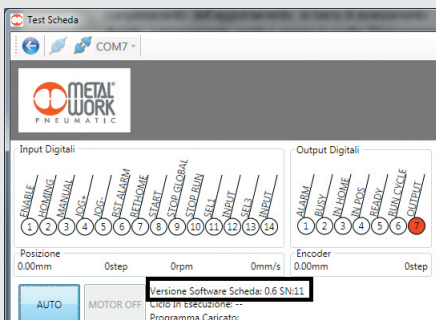 Test Scheda
COM7
METAL
WORK
PNEUMATIC
Input Digitali
ENABLE
HOMING
MANUAL
JOG+
JOG-
RST ALARM
RETHOME
START
STOP GLOBAL
STOP RUN
SEL1
INPUT
SEL3
INPUT
1 2 3 4 5 6 7 8 9 10 11 12 13 14
Output Digitali
ALARM
BUSY
IN HOME
IN POS
READY
RUN CYCLE
OUTPUT
1 2 3 4 5 6 7
Posizione
0.00mm 0step 0rpm 0mm/s
Encoder
0.00mm 0step
AUTO
MOTOR OFF
Versione Software Scheda: 0.6 SN:11
Ciclo In Esecuzione: --
Programma Caricato: